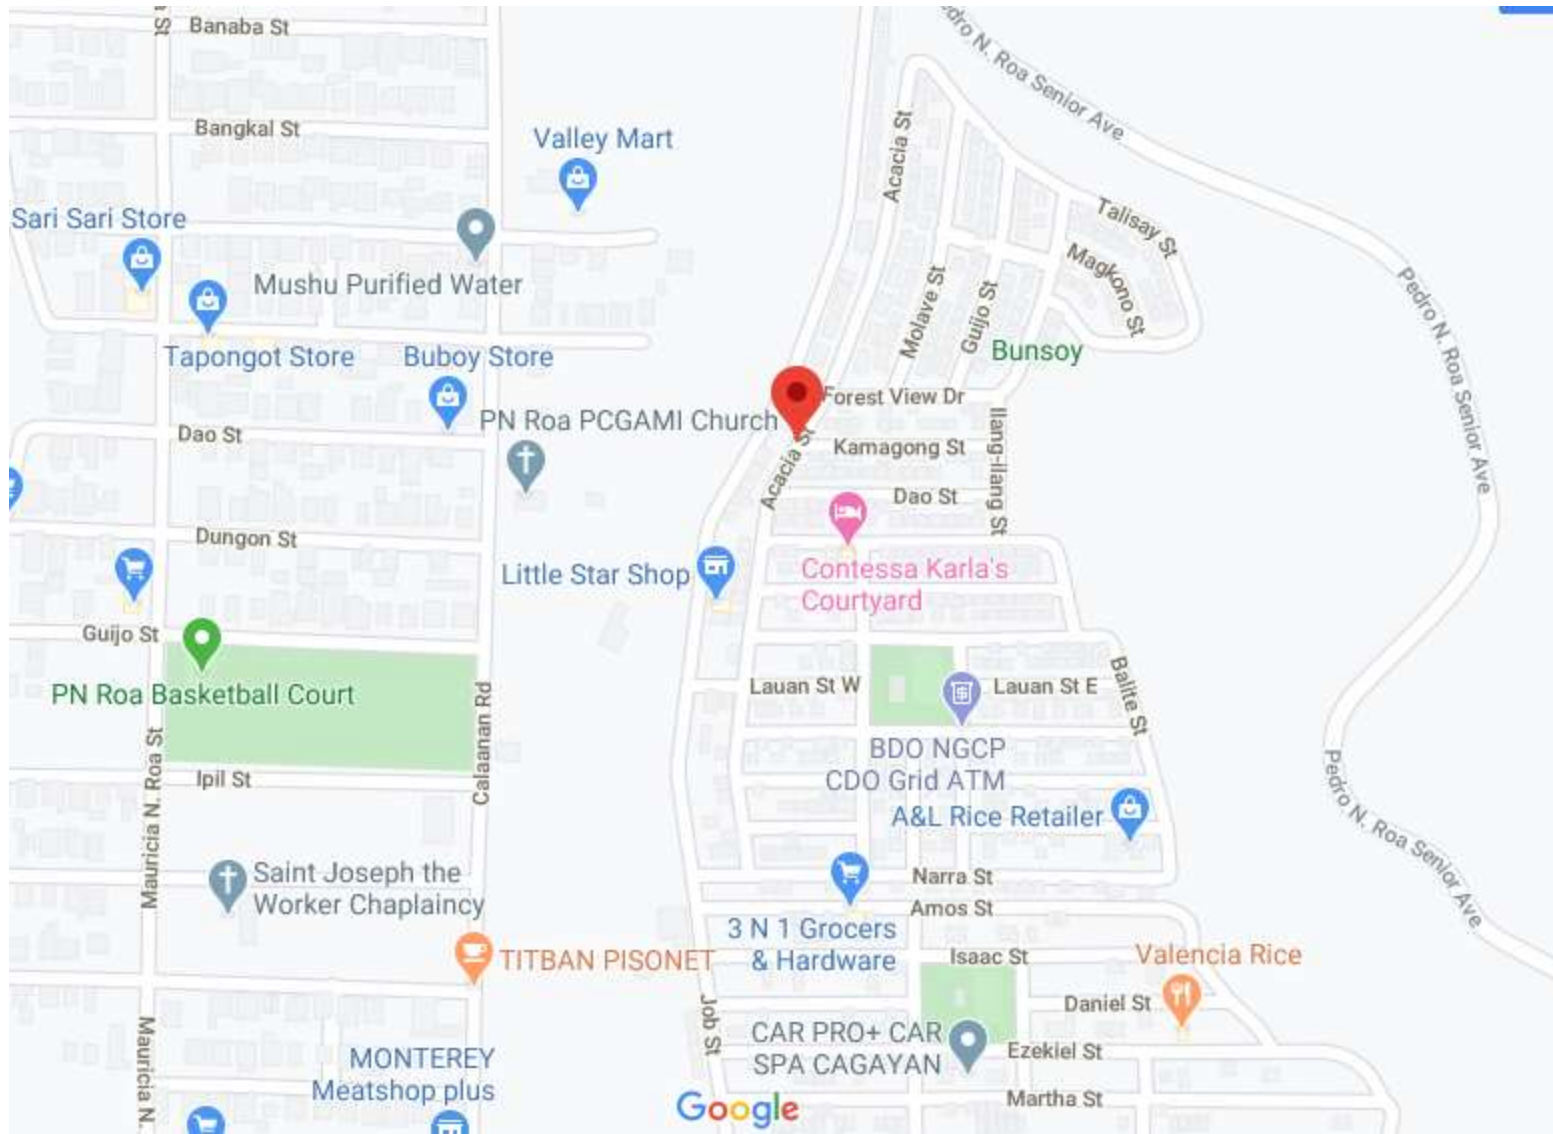 Banaba St
Pedro N. Roa Senior Ave
Bangkal St
Valley Mart
Acacia St
Sari Sari Store
Talisay St
Mushu Purified Water
Magkono St
Molave St
Guijo St
Pedro N. Roa Senior Ave
Tapongot Store
Buboy Store
Bunsoy
Forest View Dr
PN Roa PCGAMI Church
Dao St
Kamagong St
Acacia St
Dao St
Ilang-ilang St
Dungon St
Little Star Shop
Contessa Karla's
Courtyard
Guijo St
PN Roa Basketball Court
Lauan St W
Lauan St E
Balite St
Calaanan Rd
BDO NGCP
CDO Grid ATM
Ipil St
Mauricia N. Roa St
A&L Rice Retailer
Pedro N. Roa Senior Ave
Saint Joseph the
Worker Chaplaincy
Narra St
Amos St
3 N 1 Grocers
& Hardware
TITBAN PISONET
Isaac St
Valencia Rice
Daniel St
Job St
CAR PRO+ CAR
SPA CAGAYAN
Ezekiel St
Mauricia N.
MONTEREY
Meatshop plus
Martha St
Google